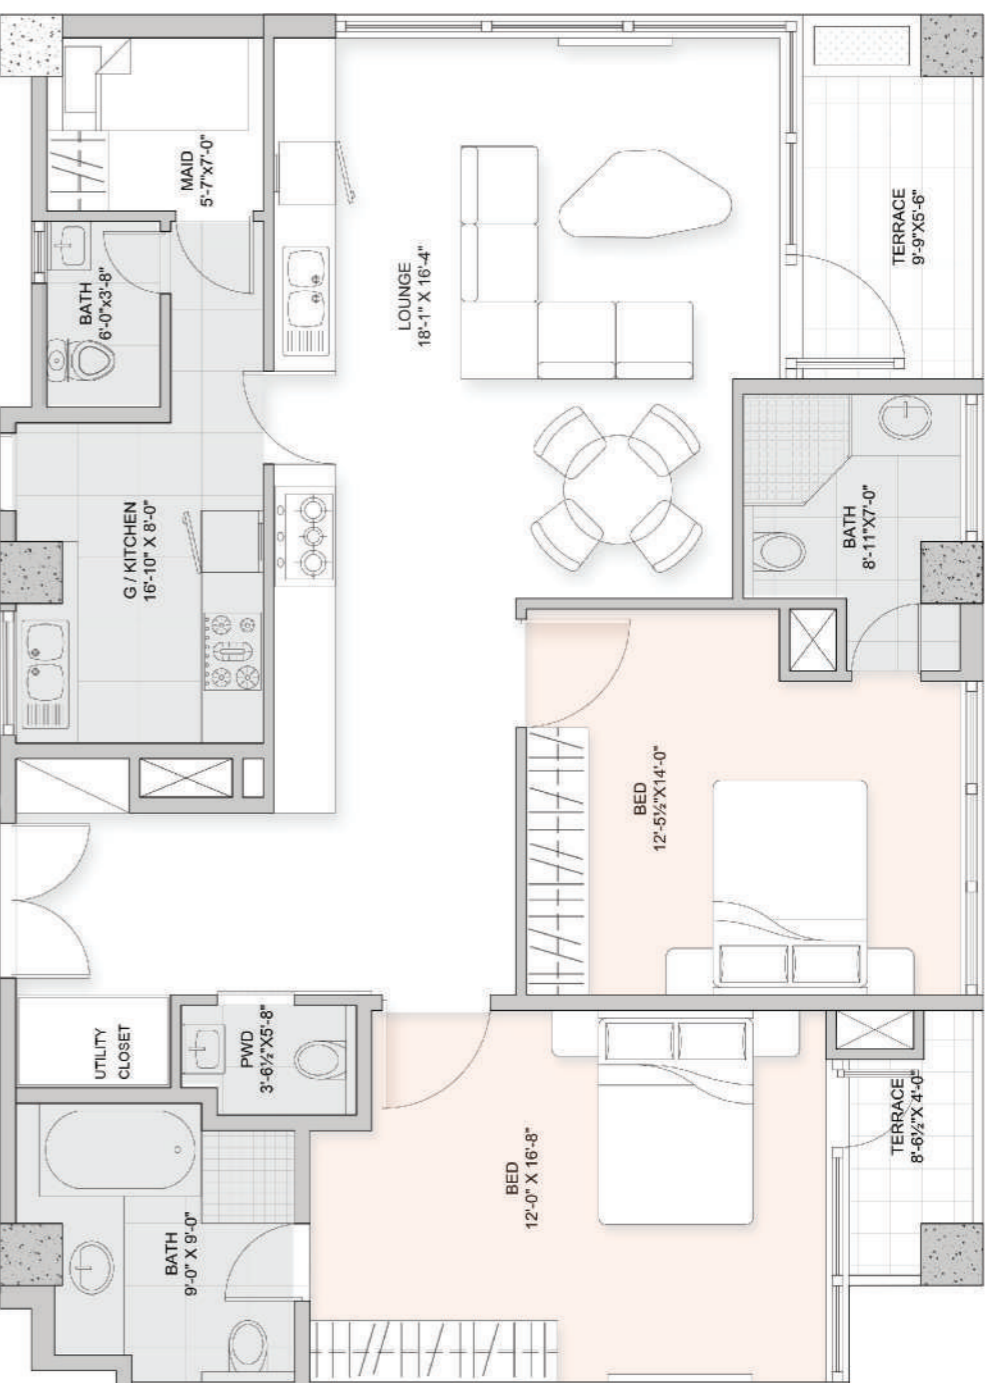 MAID
5'-7"x7'-0"
BATH
6'-0"x3'-8"
LOUNGE
18'-1" X 16'-4"
TERRACE
9'-9"X5'-6"
G / KITCHEN
16'-10" X 8'-0"
BATH
8'-11"X7'-0"
BED
12'-5½"X14'-0"
UTILITY
CLOSET
PWD
3'-6½"X5'-8"
BED
12'-0" X 16'-8"
TERRACE
8'-6½"X 4'-0"
BATH
9'-0" X 9'-0"